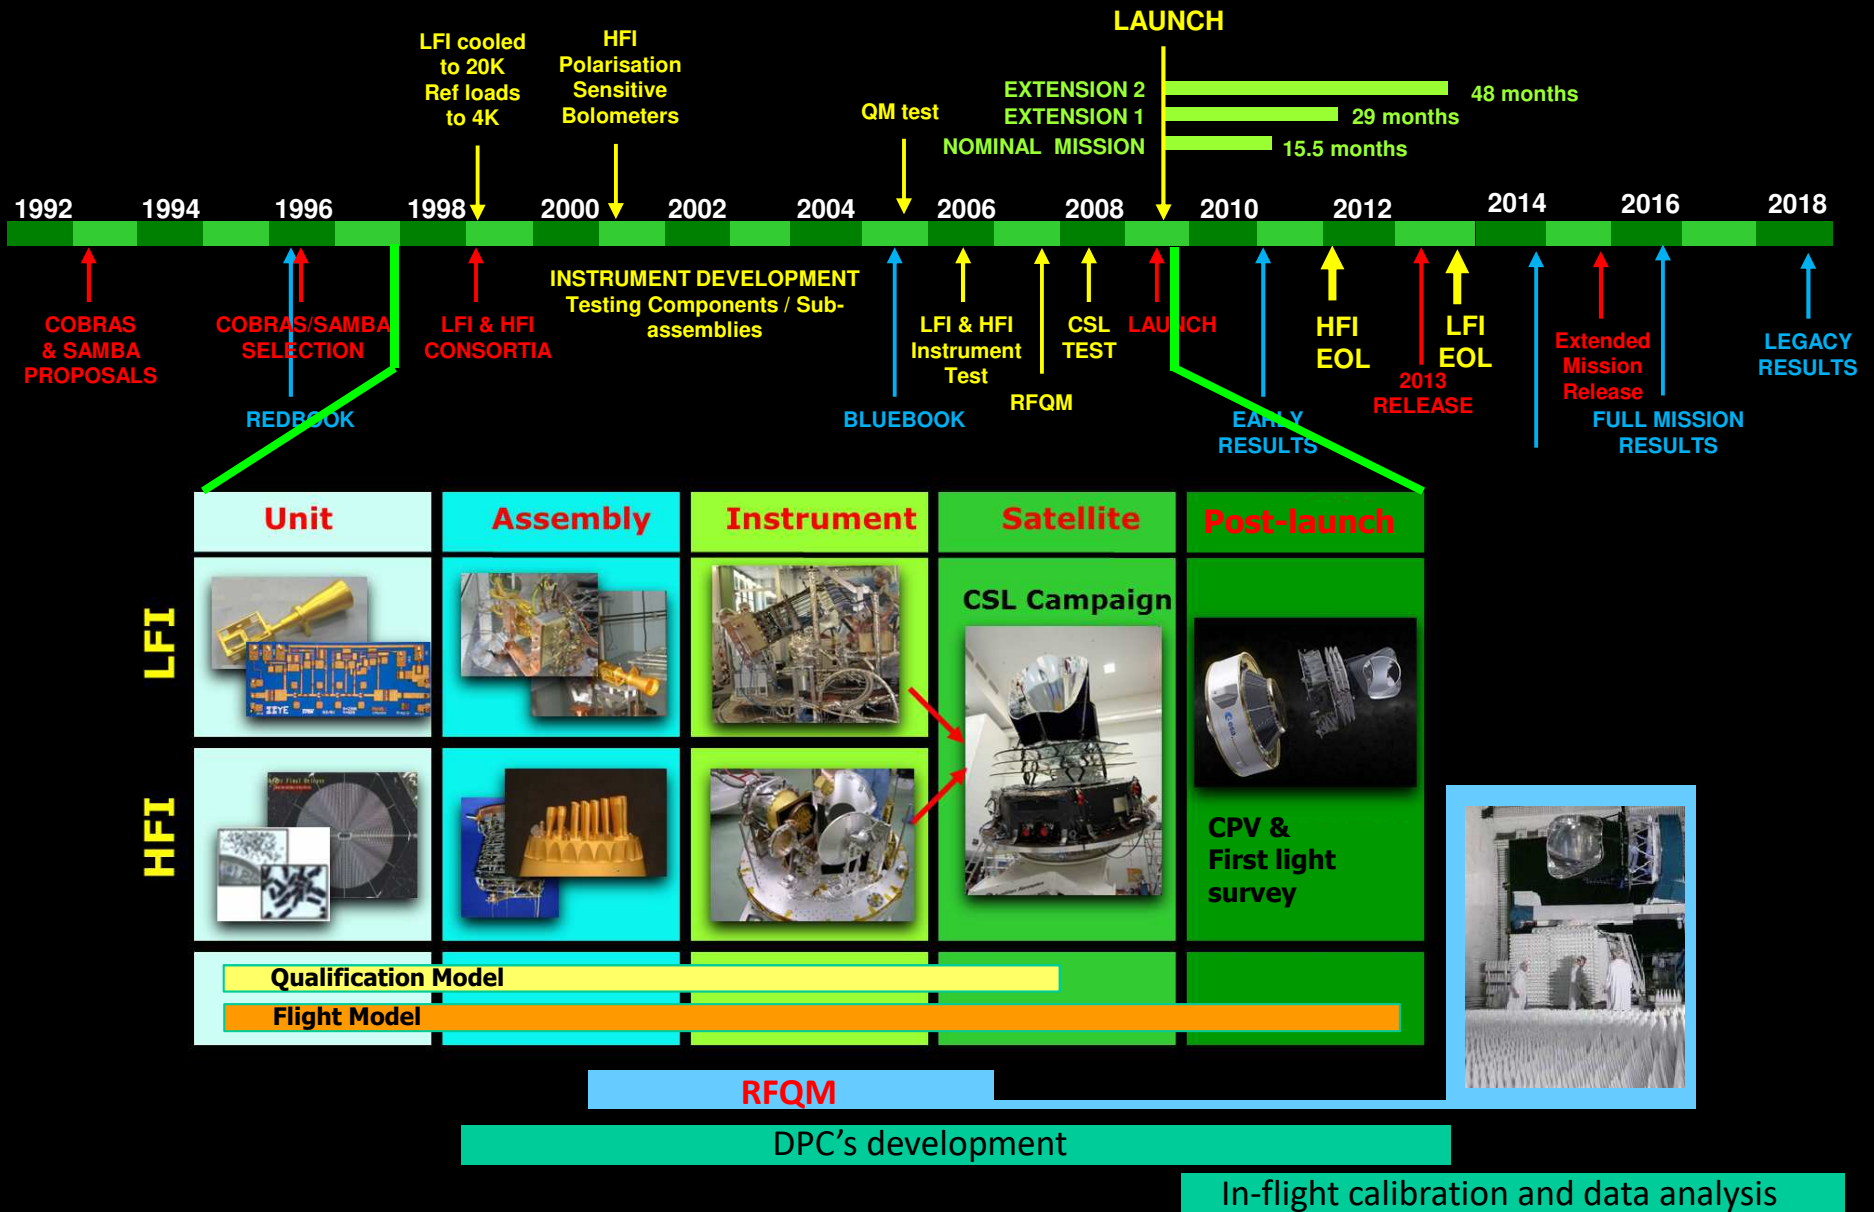 LAUNCH
LFI cooled
to 20K
Ref loads
to 4K
HFI
Polarisation
Sensitive
Bolometers
QM test
EXTENSION 2
48 months
EXTENSION 1
29 months
NOMINAL MISSION
15.5 months
1992 1994 1996 1998 2000 2002 2004 2006 2008 2010 2012 2014 2016 2018
COBRAS
& SAMBA
PROPOSALS
COBRAS/SAMBA
SELECTION
REDBOOK
LFI & HFI
CONSORTIA
INSTRUMENT DEVELOPMENT
Testing Components / Sub-
assemblies
BLUEBOOK
LFI & HFI
Instrument
Test
RFQM
CSL
TEST
LAUNCH
EARLY
RESULTS
HFI
EOL
2013
RELEASE
LFI
EOL
Extended
Mission
Release
FULL MISSION
RESULTS
LEGACY
RESULTS
Unit
Assembly
Instrument
Satellite
Post-launch
LFI
CSL Campaign
esa
HFI
CPV &
First light
survey
Qualification Model
Flight Model
RFQM
DPC's development
In-flight calibration and data analysis